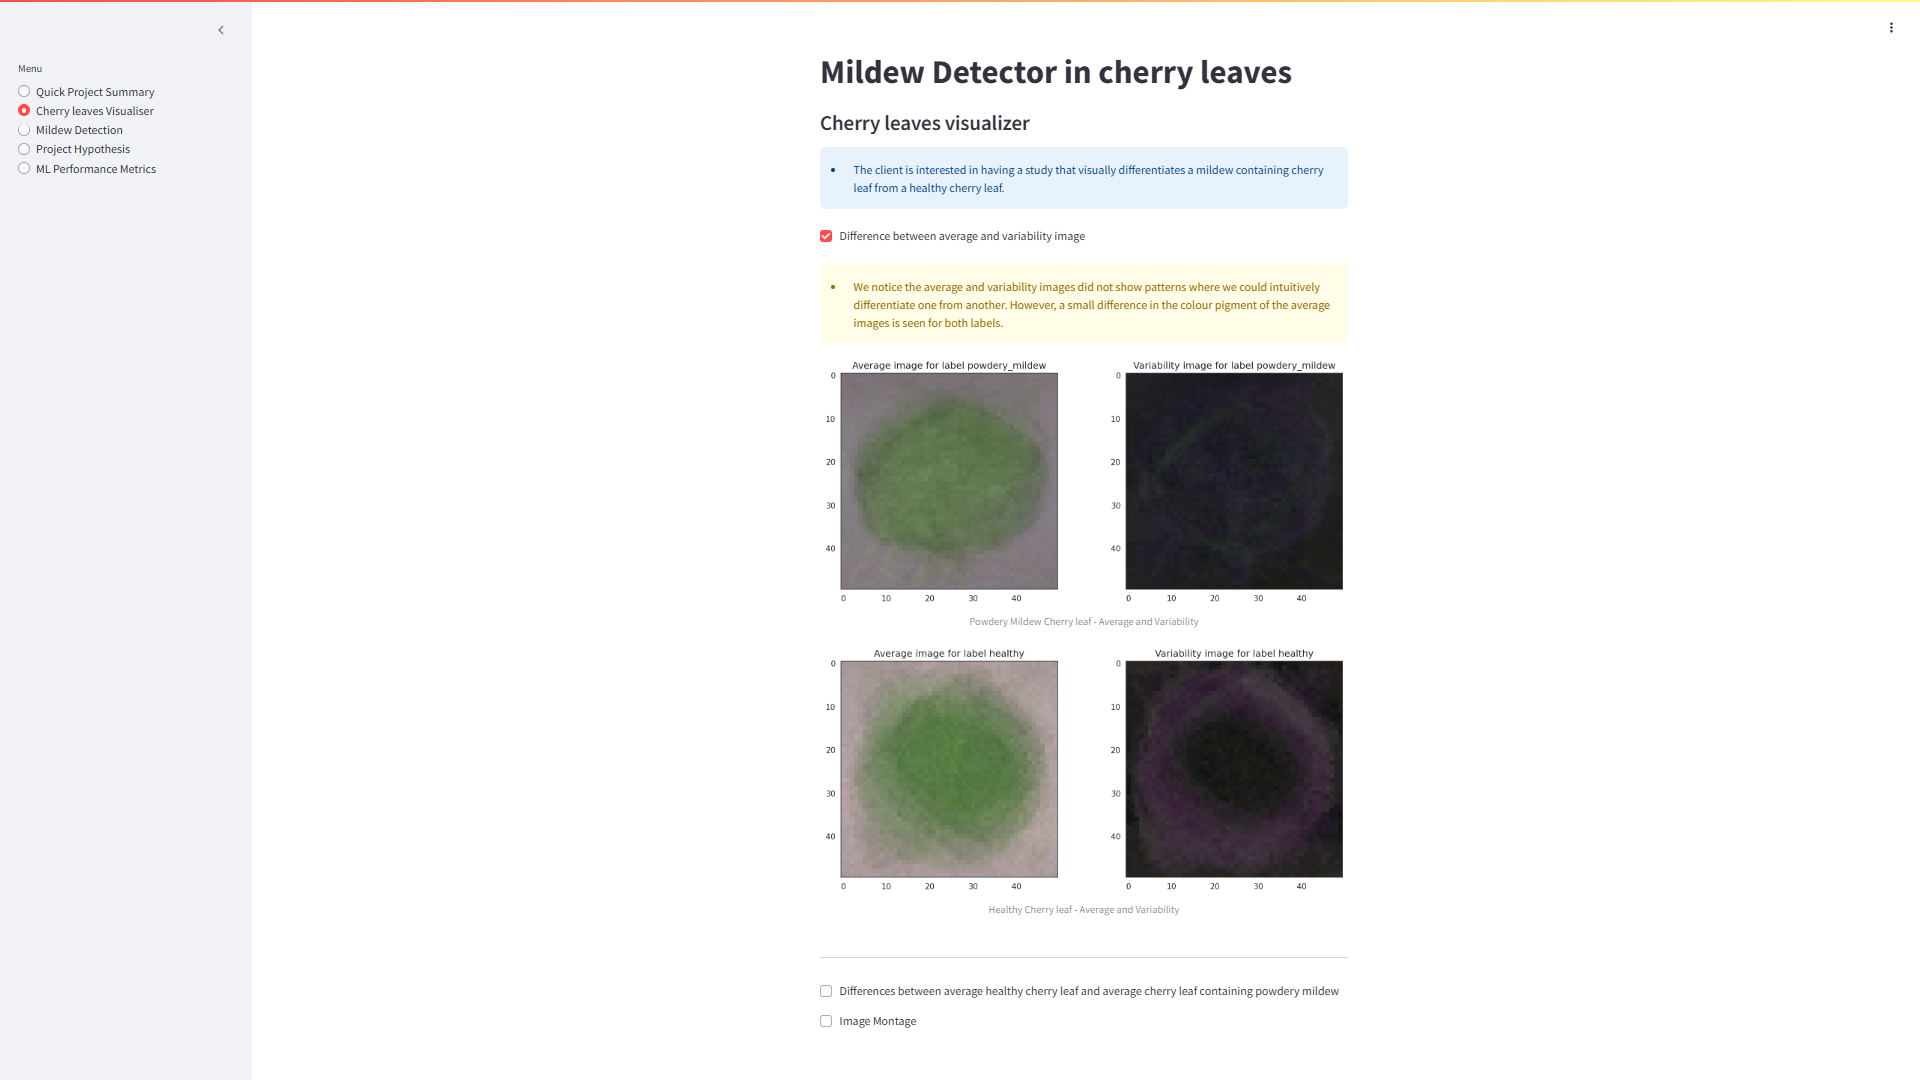 Menu
Quick Project Summary
Cherry leaves Visualiser
Mildew Detection
Project Hypothesis
ML Performance Metrics
Mildew Detector in cherry leaves
Cherry leaves visualizer
The client is interested in having a study that visually differentiates a mildew containing cherry
leaf from a healthy cherry leaf.
Difference between average and variability image
We notice the average and variability images did not show patterns where we could intuitively
differentiate one from another. However, a small difference in the colour pigment of the average
images is seen for both labels.
Average image for label powdery_mildew
0
10
20
30
40
0 10 20 30 40
Variability image for label powdery_mildew
0
10
20
30
40
0 10 20 30 40
Powdery Mildew Cherry leaf - Average and Variability
Average image for label healthy
0
10
20
30
40
0 10 20 30 40
Variability image for label healthy
0
10
20
30
40
0 10 20 30 40
Healthy Cherry leaf - Average and Variability
Differences between average healthy cherry leaf and average cherry leaf containing powdery mildew
Image Montage